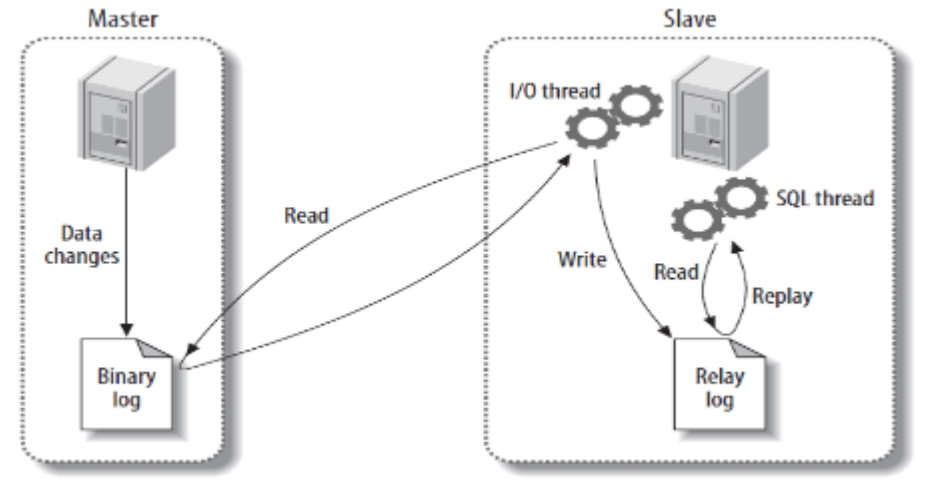 Master
Slave
I/O thread
SQL thread
Data
changes
Read
Write
Read
Replay
Binary
log
Relay
log